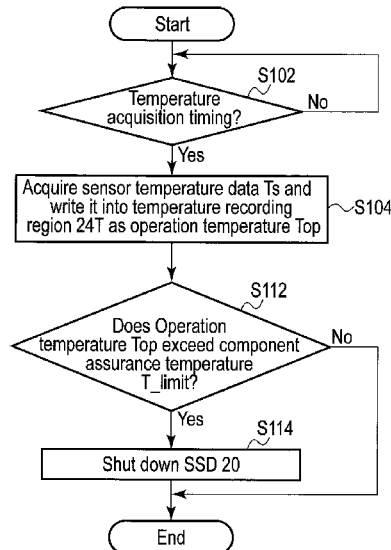 Start
S102
Temperature
acquisition timing?
No
Yes
Acquire sensor temperature data Ts and
write it into temperature recording
region 24T as operation temperature Top
S104
S112
Does Operation
temperature Top exceed component
assurance temperature
T_limit?
No
Yes
S114
Shut down SSD 20
End